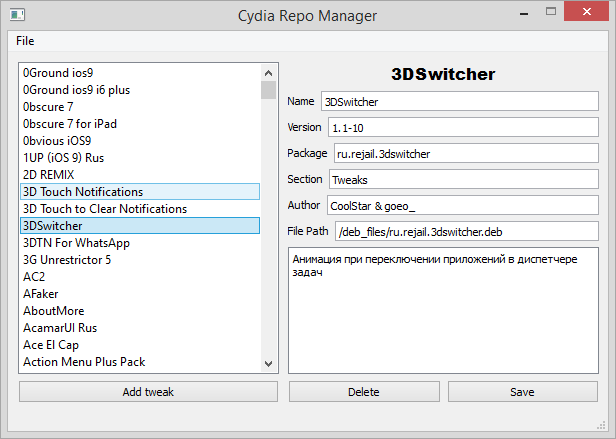 Cydia Repo Manager
File
0Ground ios9
0Ground ios9 i6 plus
0bscure 7
0bscure 7 for iPad
0bvious iOS9
1UP (iOS 9) Rus
2D REMIX
3D Touch Notifications
3D Touch to Clear Notifications
3DSwitcher
3DTN For WhatsApp
3G Unrestrictor 5
AC2
AFaker
AboutMore
AcamarUI Rus
Ace El Cap
Action Menu Plus Pack
Add tweak
3DSwitcher
Name 3DSwitcher
Version 1.1-10
Package ru.rejail.3dswitcher
Section Tweaks
Author CoolStar & goeo_
File Path /deb_files/ru.rejail.3dswitcher.deb
Анимация при переключении приложений в диспетчере
задач
Delete
Save